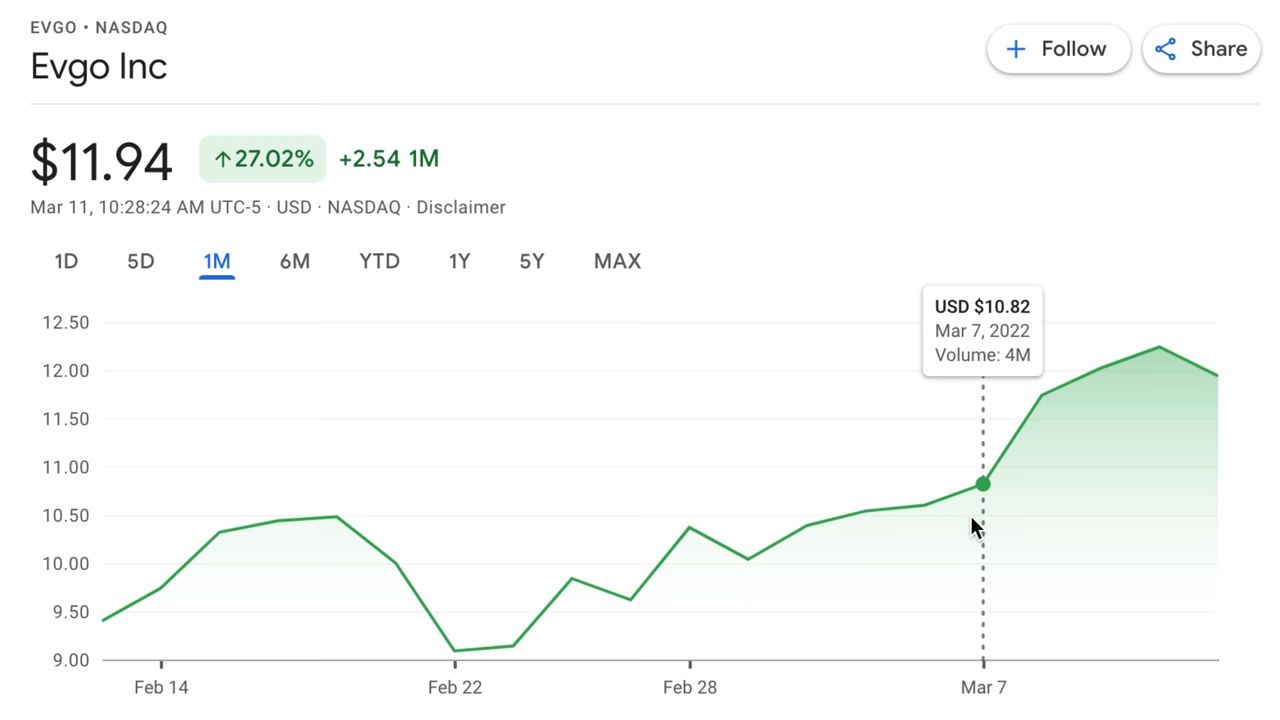 EVGO • NASDAQ
Evgo Inc
Follow
Share
$11.94 ↑27.02% +2.54 1M
Mar 11, 10:28:24 AM UTC-5 · USD · NASDAQ · Disclaimer
1D 5D 1M 6M YTD 1Y 5Y MAX
USD $10.82
Mar 7, 2022
Volume: 4M
12.50
12.00
11.50
11.00
10.50
10.00
9.50
9.00
Feb 14 Feb 22 Feb 28 Mar 7